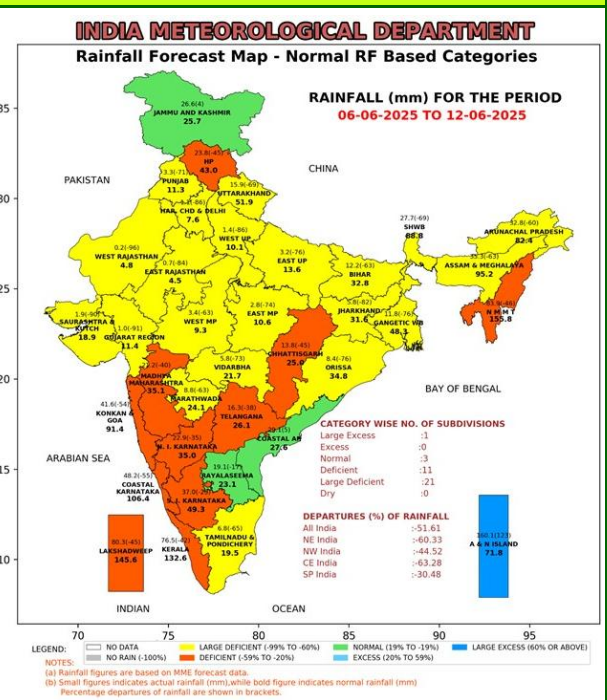 INDIA METEOROLOGICAL DEPARTMENT
Rainfall Forecast Map - Normal RF Based Categories
RAINFALL (mm) FOR THE PERIOD
06-06-2025 TO 12-06-2025
26.6(4)
JAMMU AND KASHMIR
25.7
23.8(-45)
HP
43.0
CHINA
PAKISTAN
3.3(-71)
PUNJAB
11.3
15.9(-69)
UTTARAKHAND
51.9
HAR. CHD & DELHI
7.6
1.4(-86)
WEST UP
10.1
0.2(-96)
WEST RAJASTHAN
4.8
0.7(-84)
EAST RAJASTHAN
4.5
3.2(-76)
EAST UP
13.6
12.2(-63)
BIHAR
32.8
27.7(-69)
SHWB
88.8
32.8(-60)
ARUNACHAL PRADESH
82.4
ASSAM & MEGHALAYA
95.2
N M M T
155.8
1.9(-90)
SAURASHTRA &
KUTCH
18.9
1.0(-91)
GUJARAT REGION
11.4
3.4(-63)
WEST MP
9.3
2.8(-74)
EAST MP
10.6
JHARKHAND
31.6
11.8(-76)
GANGETIC WB
48.3
13.8(-45)
CHHATTISGARH
25.0
8.4(-76)
ORISSA
34.8
MADHYA
MAHARASHTRA
35.1
5.8(-73)
VIDARBHA
21.7
8.8(-63)
MARATHWADA
24.1
41.6(-54)
KONKAN &
GOA
91.4
16.3(-38)
TELANGANA
26.1
COASTAL AP
27.6
22.9(-35)
N. I. KARNATAKA
35.0
19.1(-17)
RAYALASEEMA
23.1
48.2(-55)
COASTAL
KARNATAKA
106.4
S. I. KARNATAKA
49.3
6.8(-65)
TAMILNADU &
PONDICHERY
19.5
76.5(-42)
KERALA
132.6
80.3(-45)
LAKSHADWEEP
145.6
160.1(123)
A & N ISLAND
71.8
BAY OF BENGAL
ARABIAN SEA
INDIAN OCEAN
CATEGORY WISE NO. OF SUBDIVISIONS
Large Excess :1
Excess :0
Normal :3
Deficient :11
Large Deficient :21
Dry :0
DEPARTURES (%) OF RAINFALL
All India :-51.61
NE India :-60.33
NW India :-44.52
CE India :-63.28
SP India :-30.48
35
30
25
20
15
10
70 75 80 85 90 95
LEGEND:
NO DATA
LARGE DEFICIENT (-99% TO -60%)
NORMAL (19% TO -19%)
LARGE EXCESS (60% OR ABOVE)
NO RAIN (-100%)
DEFICIENT (-59% TO -20%)
EXCESS (20% TO 59%)
NOTES:
(a) Rainfall figures are based on MME forecast data.
(b) Small figures indicates actual rainfall (mm),while bold figure indicates normal rainfall (mm)
Percentage departures of rainfall are shown in brackets.